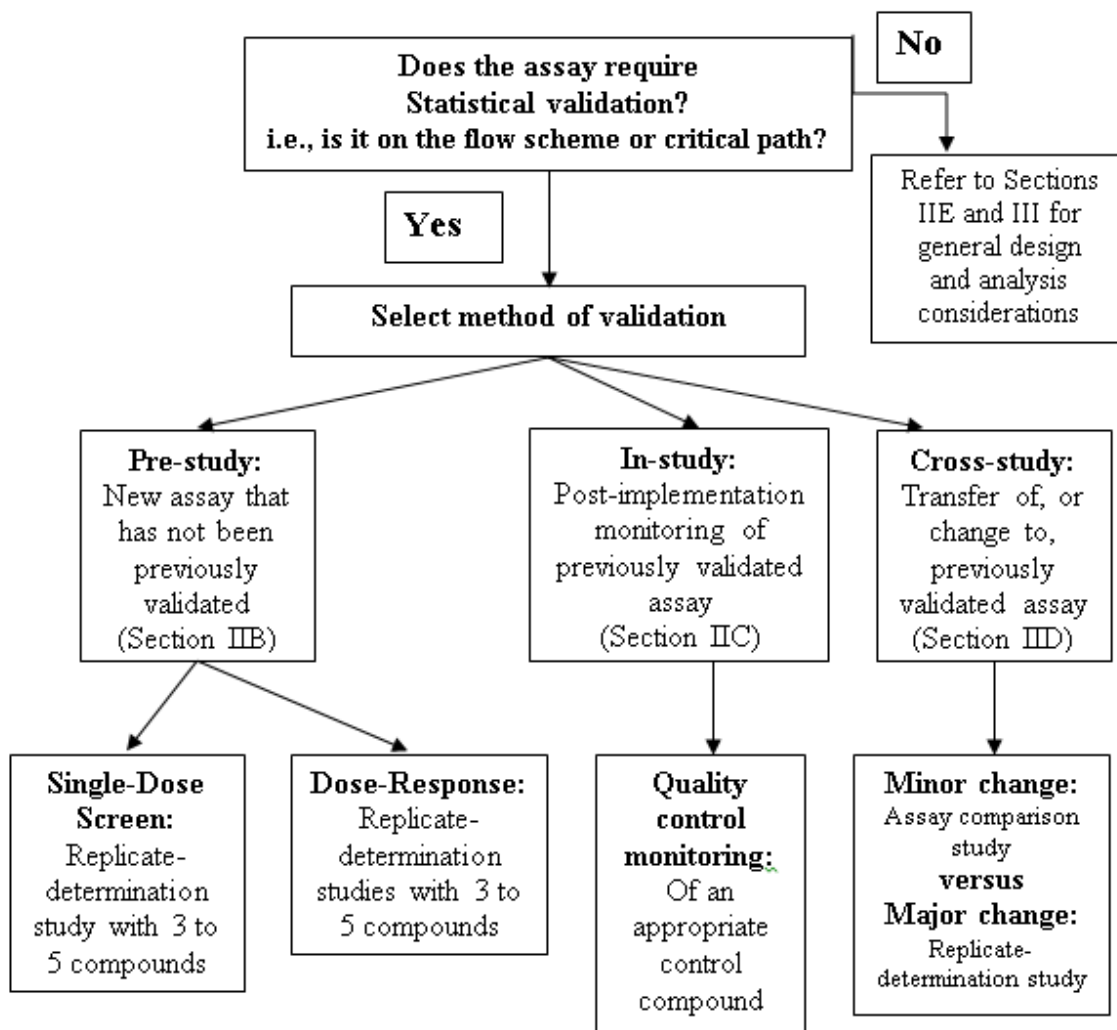 Does the assay require
Statistical validation?
i.e., is it on the flow scheme or critical path?
No
Refer to Sections
IIE and III for
general design
and analysis
considerations
Yes
Select method of validation
Pre-study:
New assay that
has not been
previously
validated
(Section IIB)
In-study:
Post-implementation
monitoring of
previously validated
assay
(Section IIC)
Cross-study:
Transfer of, or
change to,
previously
validated assay
(Section IID)
Single-Dose
Screen:
Replicate-
determination
study with 3 to
5 compounds
Dose-Response:
Replicate-
determination
studies with 3 to
5 compounds
Quality
control
monitoring:
Of an
appropriate
control
compound
Minor change:
Assay comparison
study
versus
Major change:
Replicate-
determination study